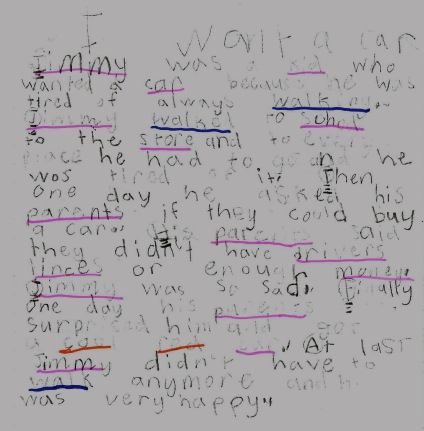 I Want a car
Jimmy was a kid who
wanted a car because he was
tired of always walking.
Jimmy walked to school
to the store and to every
place he had to go and he
wos tired of it. Then
one day he asked his
parents if they could buy
a car. His parents said
they didn't have drivers
linces or enough money.
Jimmy was so sad. Finally
one day his parents
surprised him and got
a cool car. At last
Jimmy didn't have to
walk anymore and h
was very happy.